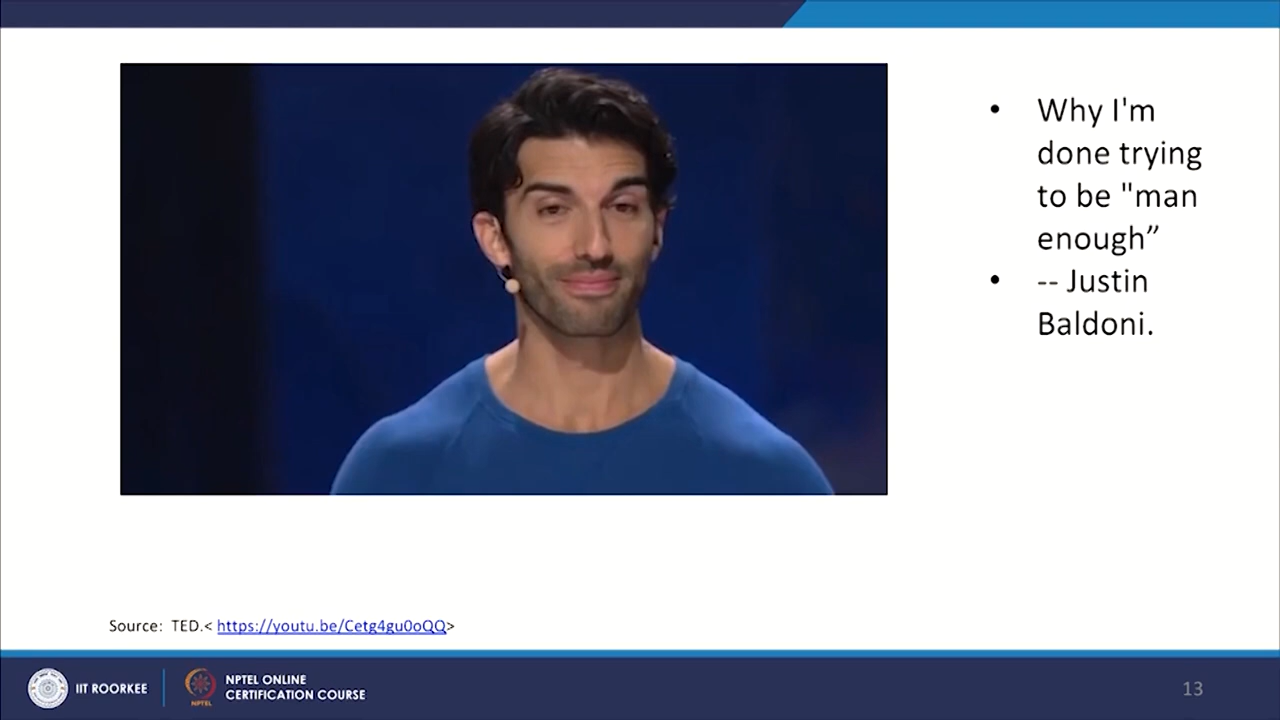 • Why I'm
done trying
to be "man
enough”
• -- Justin
Baldoni.
Source: TED.< https://youtu.be/Cetg4gu0oQQ>
IIT ROORKEE
NPTEL
NPTEL ONLINE
CERTIFICATION COURSE
13